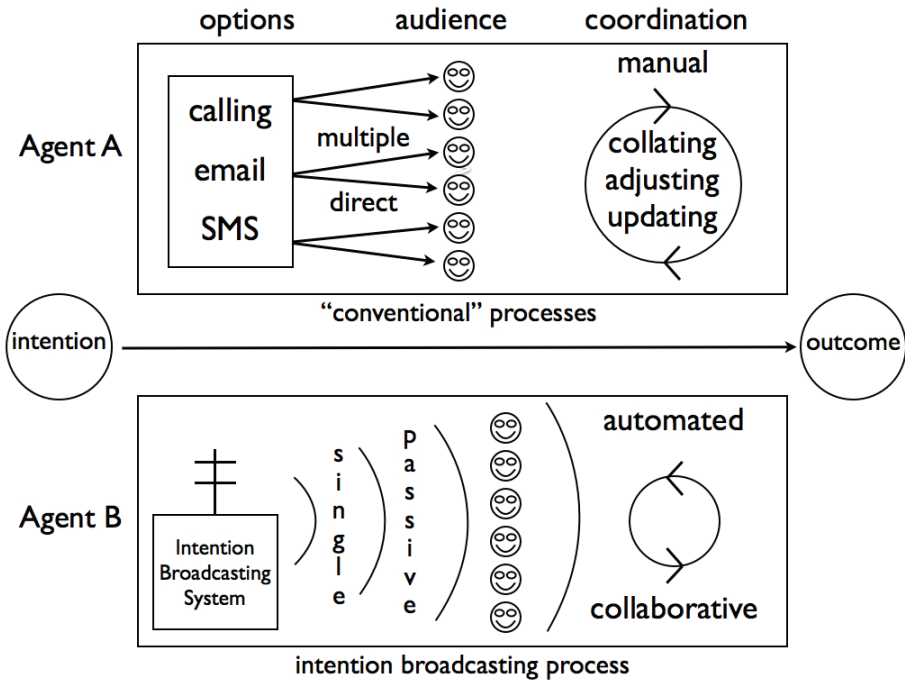 options
audience
coordination
Agent A
calling
email
SMS
multiple
direct
manual
collating
adjusting
updating
“conventional” processes
intention
outcome
Agent B
Intention
Broadcasting
System
single
passive
automated
collaborative
intention broadcasting process